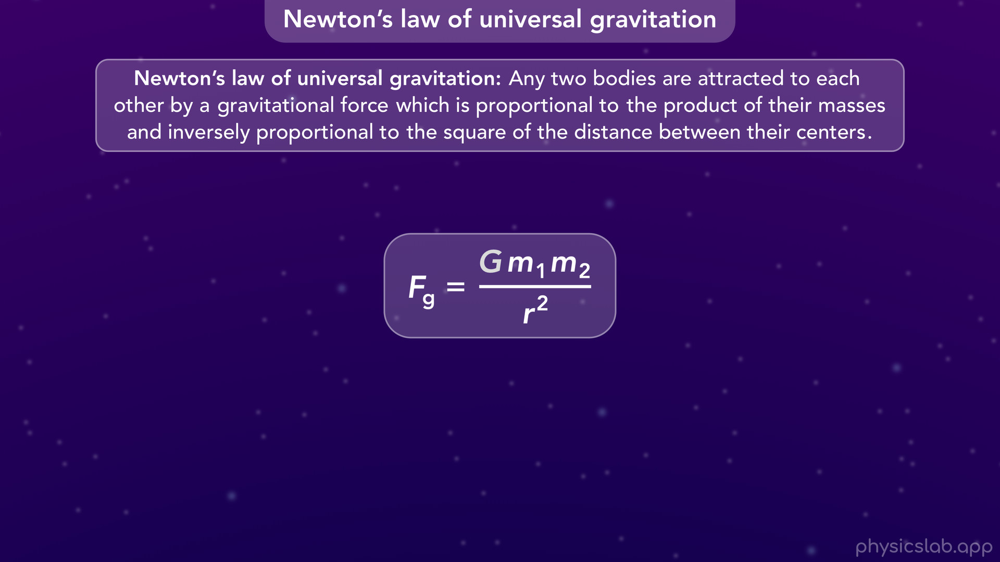 Newton’s law of universal gravitation
Newton’s law of universal gravitation: Any two bodies are attracted to each
other by a gravitational force which is proportional to the product of their masses
and inversely proportional to the square of the distance between their centers.
F_g = \frac{G m_1 m_2}{r^2}
physicslab.app